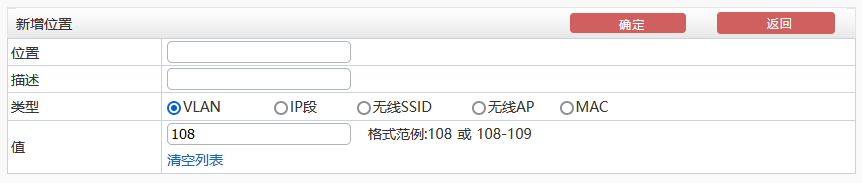 新增位置 确定 返回
位置
描述
类型 VLAN IP段 无线SSID 无线AP MAC
值 108 格式范例:108 或 108-109
清空列表